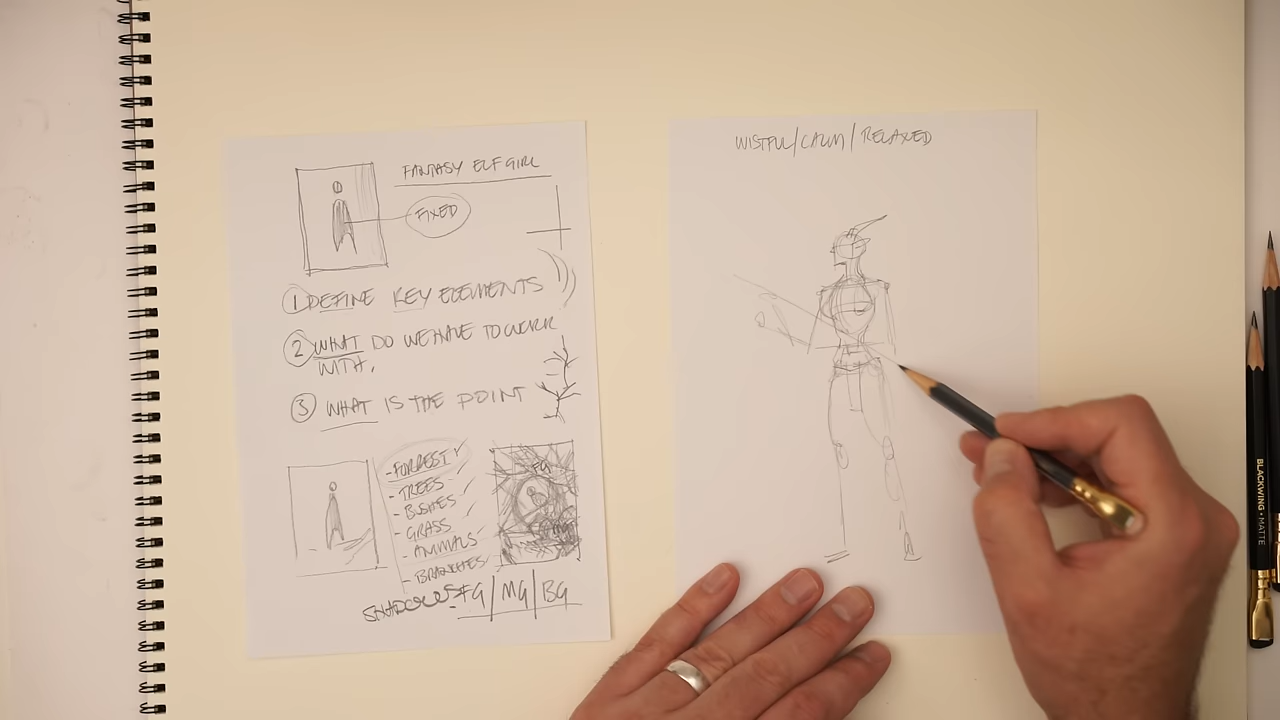 FANTASY ELF GIRL
FIXED
1 DEFINE KEY ELEMENTS
2 WHAT DO WE HAVE TO WORK
WITH.
3 WHAT IS THE POINT
- FORREST ✓
- TREES
- BUSHES
- GRASS
- ANIMALS
- BRANCHES
SHADOWS FG/MG/BG
FG
WISTFUL/CALM/RELAXED
BLACKWING • MATTE